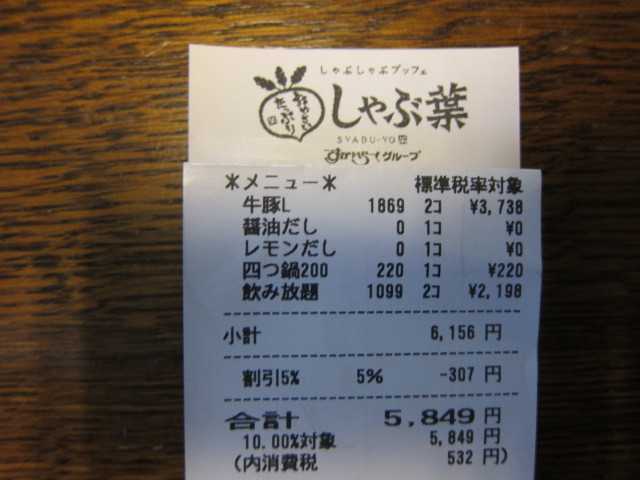 しゃぶしゃぶブッフェ
やさいたっぷり
しゃぶ葉
SYABU-YO
すかいらーくグループ
＊メニュー＊ 標準税率対象
牛豚L 1869 2コ ¥3,738
醤油だし 0 1コ ¥0
レモンだし 0 1コ ¥0
四つ鍋200 220 1コ ¥220
飲み放題 1099 2コ ¥2,198
小計 6,156 円
割引5% 5% -307 円
合計 5,849 円
10.00%対象 5,849 円
(内消費税 532 円)